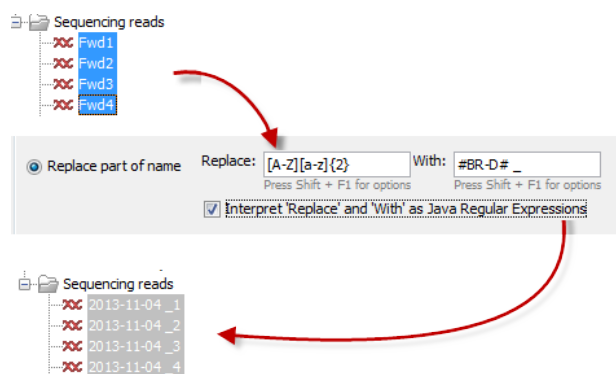 Sequencing reads
Fwd1
Fwd2
Fwd3
Fwd4
Replace part of name Replace: [A-Z][a-z]{2} With: #BR-D# _
Press Shift + F1 for options Press Shift + F1 for options
Interpret 'Replace' and 'With' as Java Regular Expressions
Sequencing reads
2013-11-04 _1
2013-11-04 _2
2013-11-04 _3
2013-11-04 _4